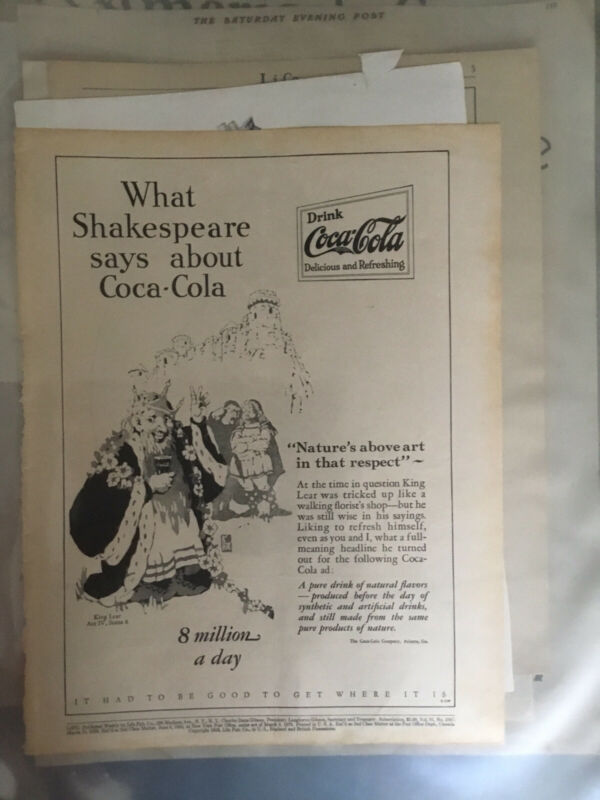 THE SATURDAY EVENING POST
5
What
Shakespeare
says about
Coca-Cola
Drink
Coca-Cola
Delicious and Refreshing
"Nature's above art
in that respect"~
At the time in question King
Lear was tricked up like a
walking florist's shop—but he
was still wise in his sayings.
Liking to refresh himself,
even as you and I, what a full-
meaning headline he turned
out for the following Coca-
Cola ad:
A pure drink of natural flavors
—produced before the day of
synthetic and artificial drinks,
and still made from the same
pure products of nature.
The Coca-Cola Company, Atlanta, Ga.
King Lear
Act IV, Scene 6
8 million
a day
IT HAD TO BE GOOD TO GET WHERE IT IS